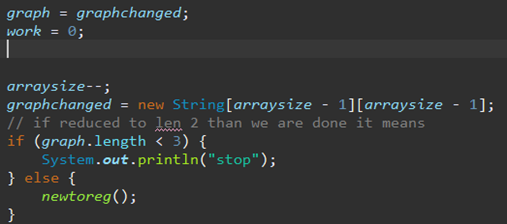 graph = graphchanged;
work = 0;
arraysize--;
graphchanged = new String[arraysize - 1][arraysize - 1];
// if reduced to len 2 than we are done it means
if (graph.length < 3) {
    System.out.println("stop");
} else {
    newtoreg();
}